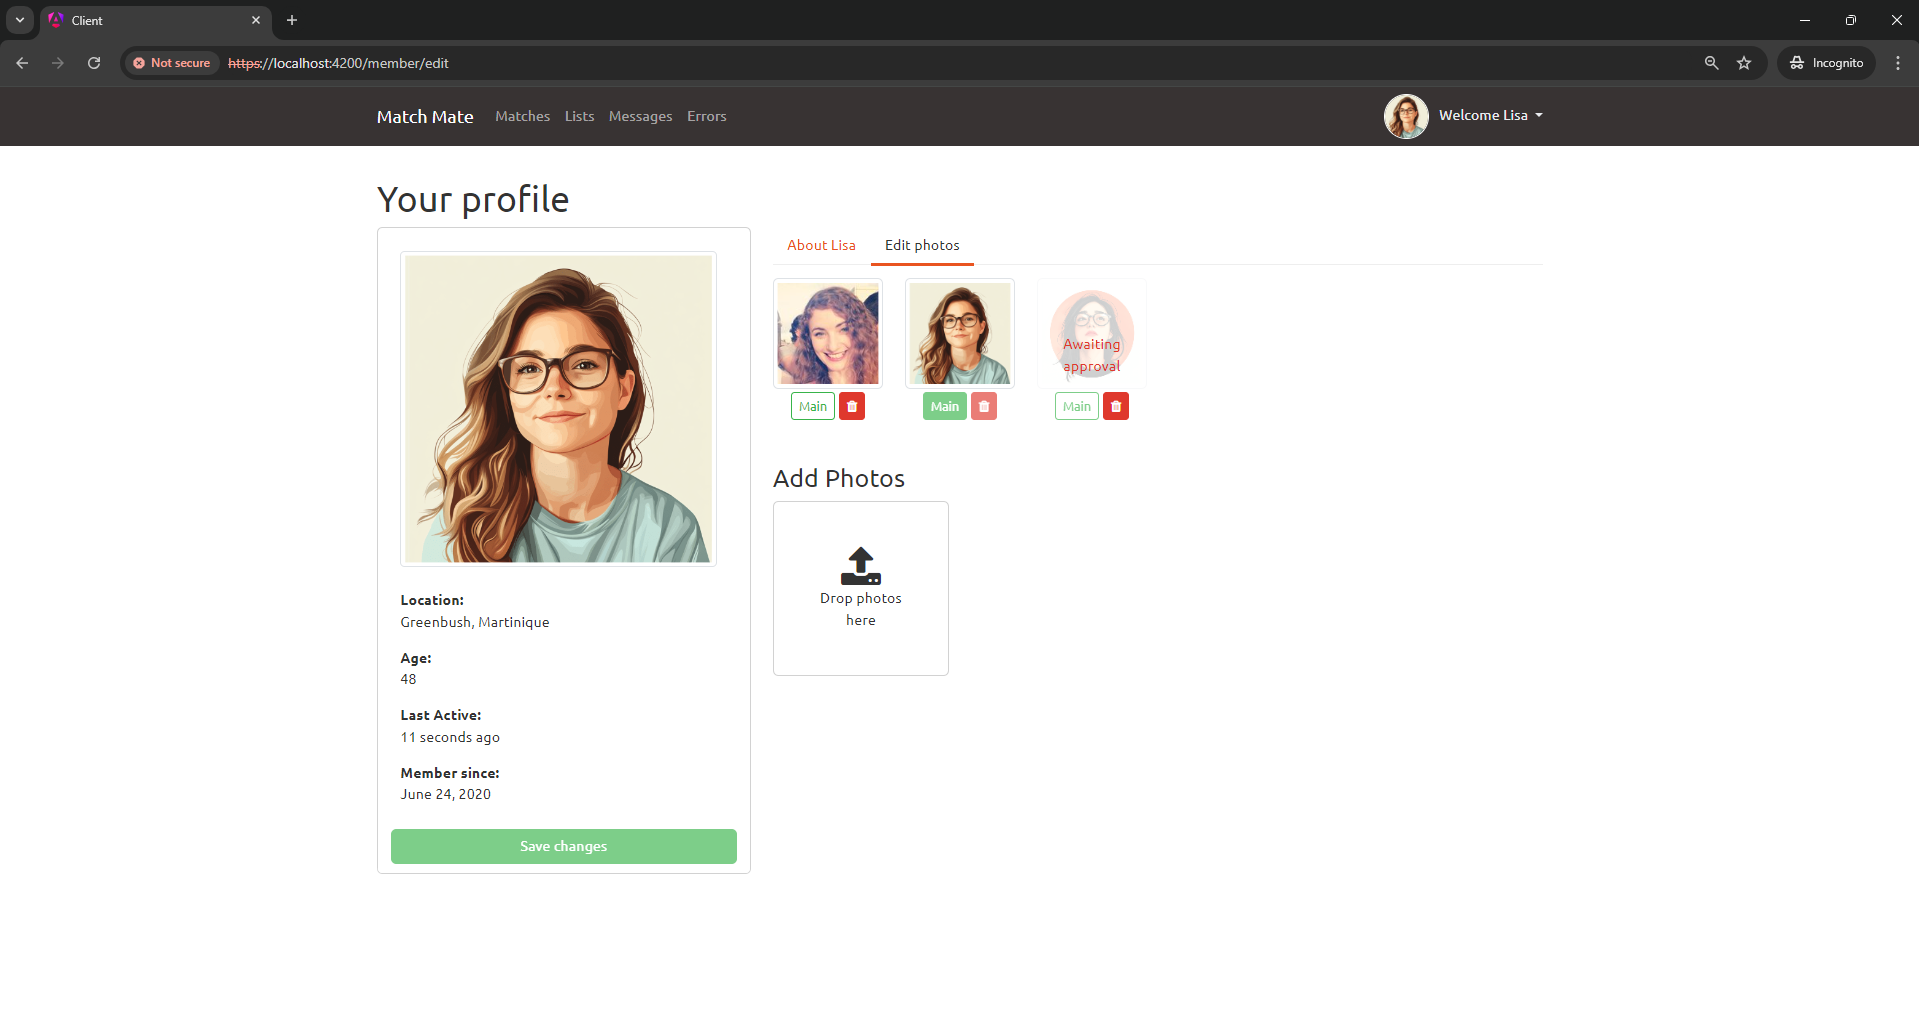 Client
Not secure
https://localhost:4200/member/edit
Incognito
Match Mate
Matches
Lists
Messages
Errors
Welcome Lisa
Your profile
About Lisa
Edit photos
Awaiting
approval
Main
Main
Main
Add Photos
Drop photos
here
Location:
Greenbush, Martinique
Age:
48
Last Active:
11 seconds ago
Member since:
June 24, 2020
Save changes